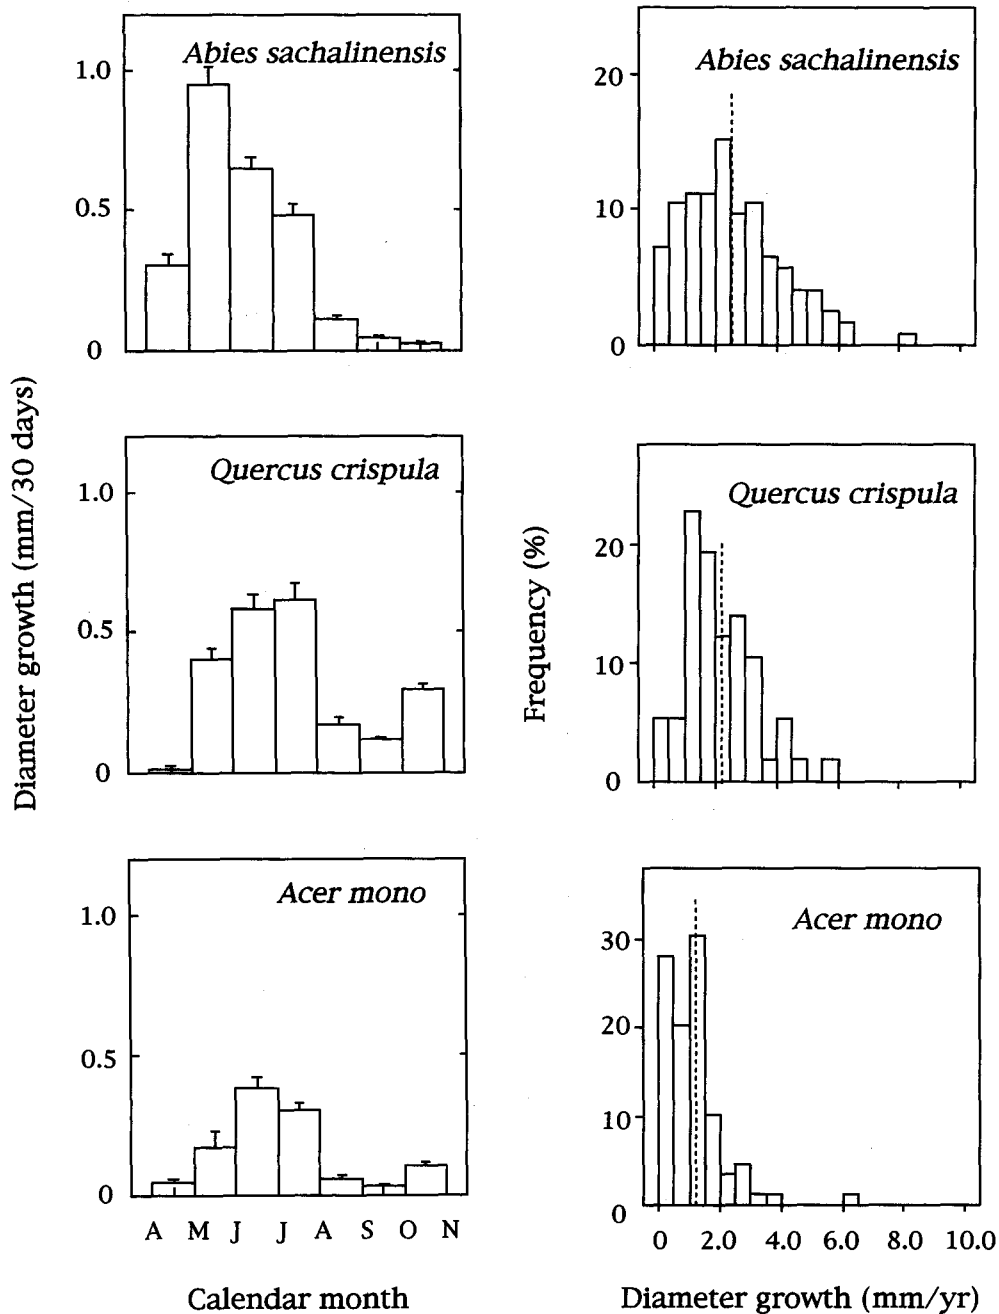 Abies sachalinensis
1.0
0.5
0
Abies sachalinensis
20
10
0
Diameter growth (mm/30 days)
Quercus crispula
1.0
0.5
0
Frequency (%)
Quercus crispula
20
10
0
Acer mono
1.0
0.5
0
A M J J A S O N
Calendar month
Acer mono
30
20
10
0
0 2.0 4.0 6.0 8.0 10.0
Diameter growth (mm/yr)